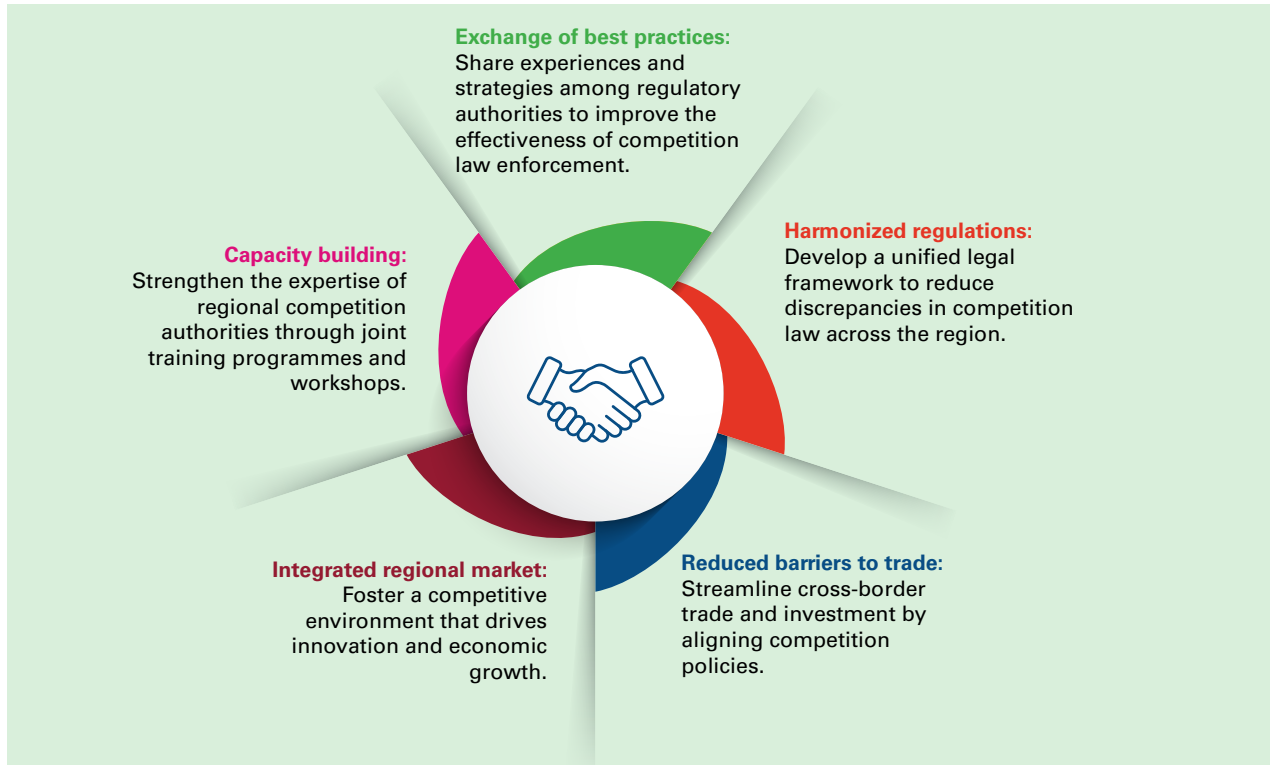 Exchange of best practices:
Share experiences and
strategies among regulatory
authorities to improve the
effectiveness of competition
law enforcement.
Harmonized regulations:
Develop a unified legal
framework to reduce
discrepancies in competition
law across the region.
Reduced barriers to trade:
Streamline cross-border
trade and investment by
aligning competition
policies.
Integrated regional market:
Foster a competitive
environment that drives
innovation and economic
growth.
Capacity building:
Strengthen the expertise of
regional competition
authorities through joint
training programmes and
workshops.